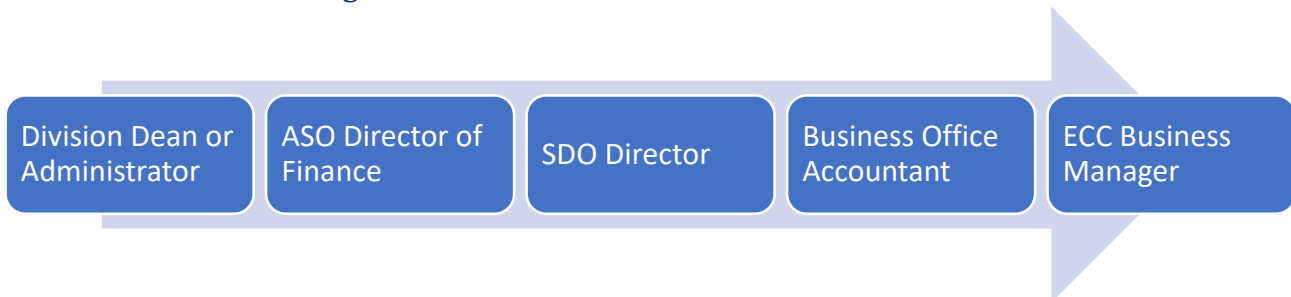 Division Dean or
Administrator
ASO Director of
Finance
SDO Director
Business Office
Accountant
ECC Business
Manager